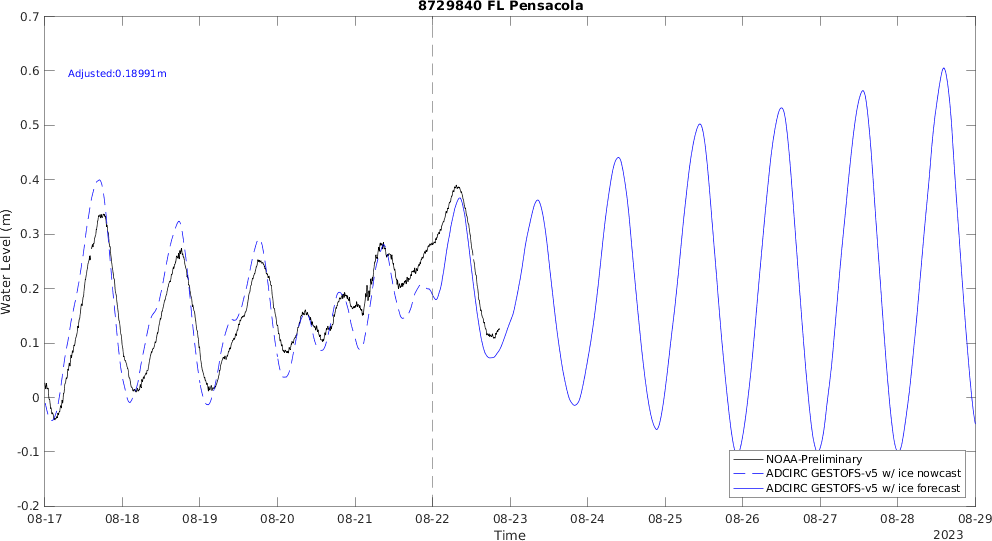 8729840 FL Pensacola
0.7
0.6
0.5
0.4
0.3
0.2
0.1
0
-0.1
-0.2
Water Level (m)
Adjusted:0.18991m
NOAA-Preliminary
ADCIRC GESTOFS-v5 w/ ice nowcast
ADCIRC GESTOFS-v5 w/ ice forecast
08-17 08-18 08-19 08-20 08-21 08-22 08-23 08-24 08-25 08-26 08-27 08-28 08-29
Time
2023